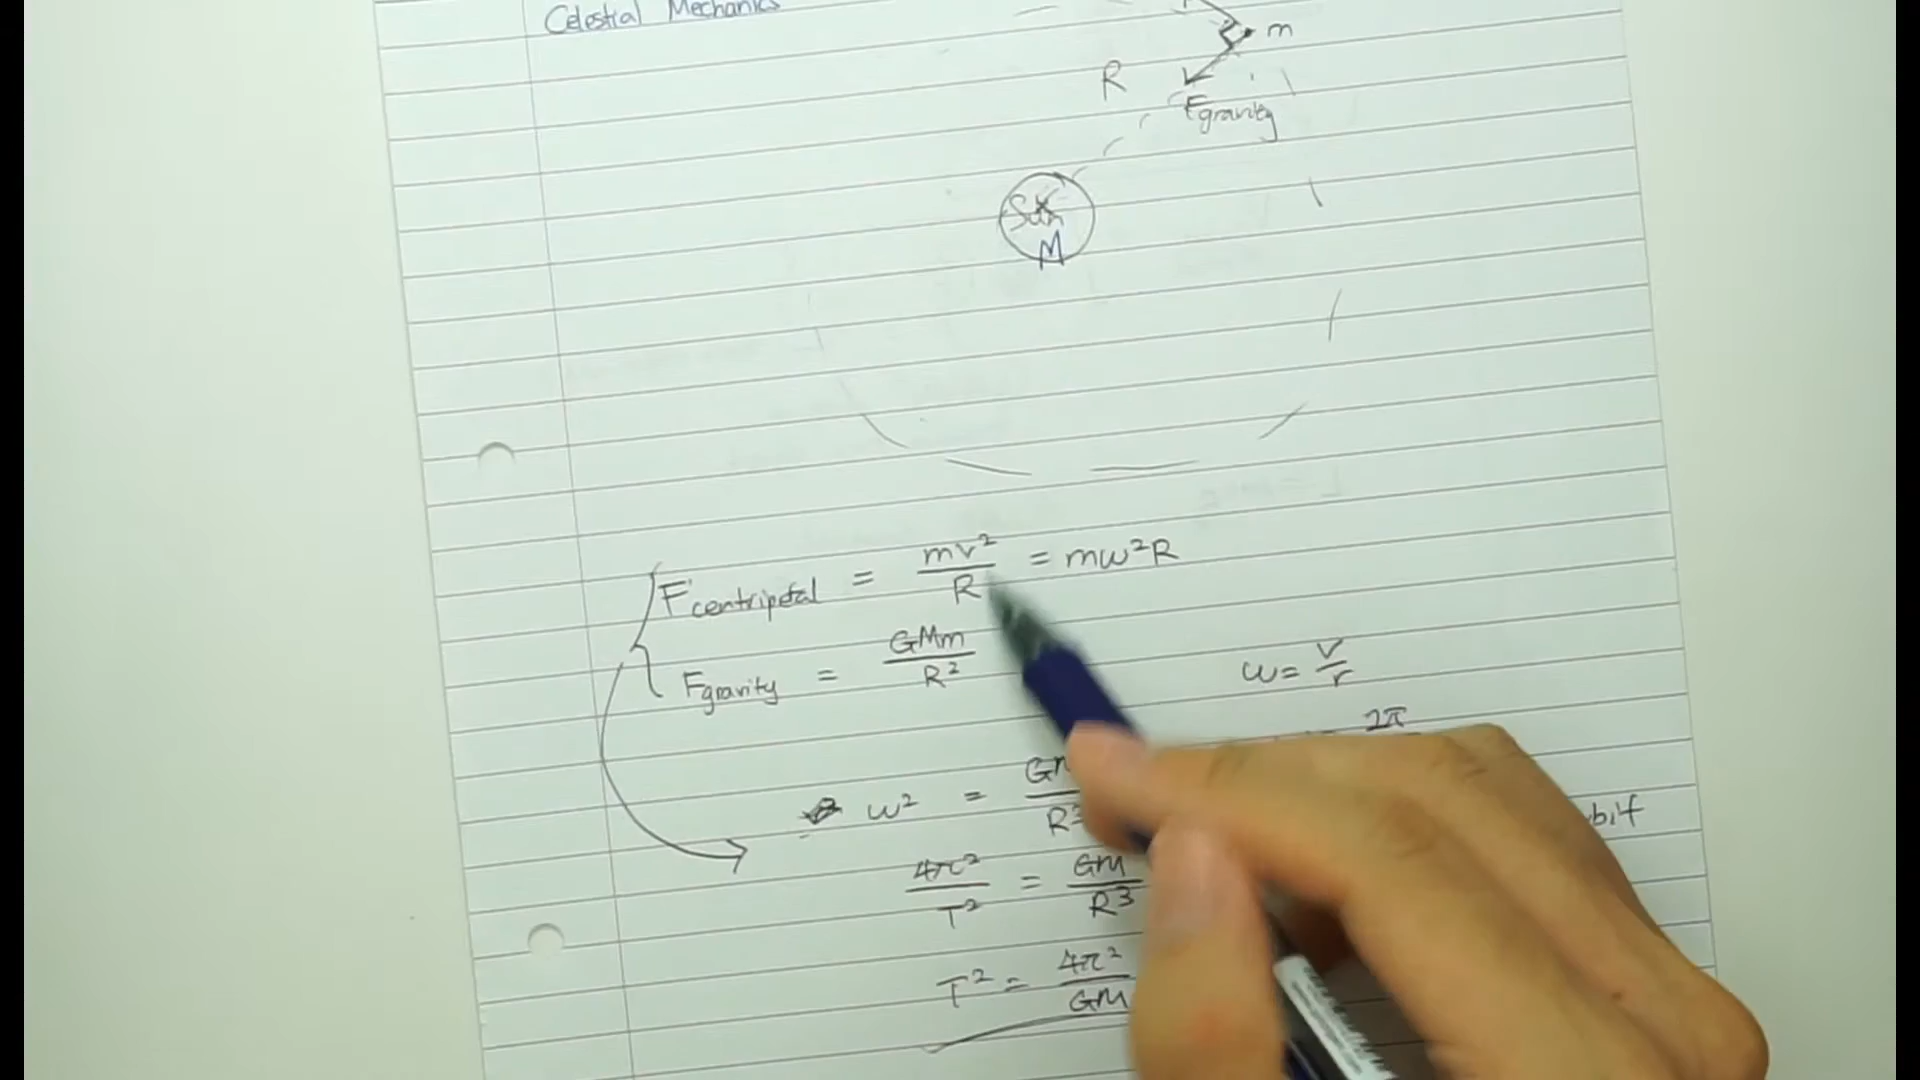 Celestial Mechanics
m
R
Fgravity
Sun
M
Fcentripetal = mv²/R = mω²R
Fgravity = GMm/R²
ω = v/r
2π
ω² = G R³
4π²/T² = GM/R³
T² = 4π²/GM